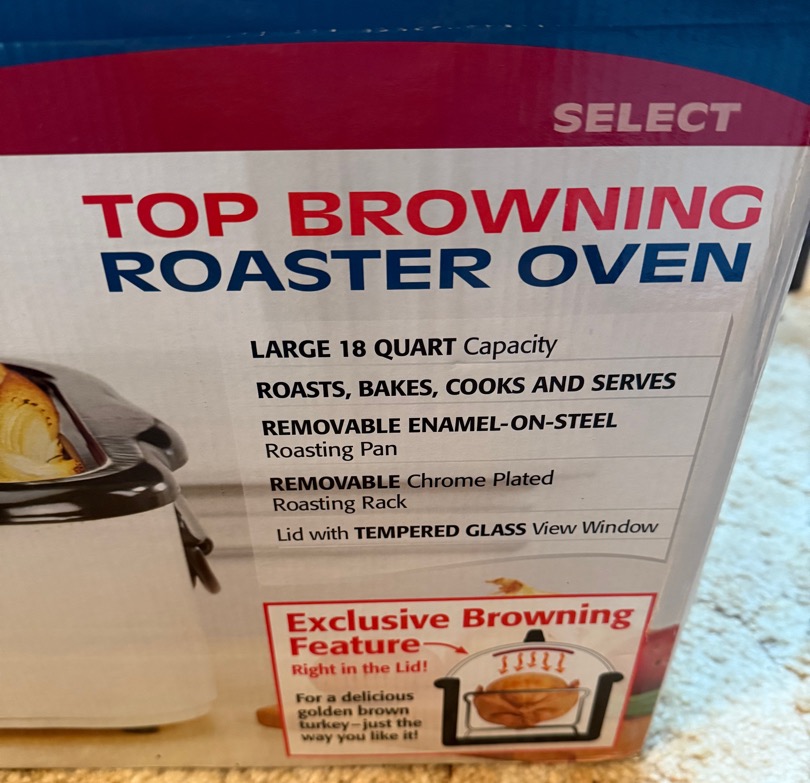 SELECT
TOP BROWNING
ROASTER OVEN
LARGE 18 QUART Capacity
ROASTS, BAKES, COOKS AND SERVES
REMOVABLE ENAMEL-ON-STEEL
Roasting Pan
REMOVABLE Chrome Plated
Roasting Rack
Lid with TEMPERED GLASS View Window
Exclusive Browning
Feature
Right in the Lid!
For a delicious
golden brown
turkey–just the
way you like it!